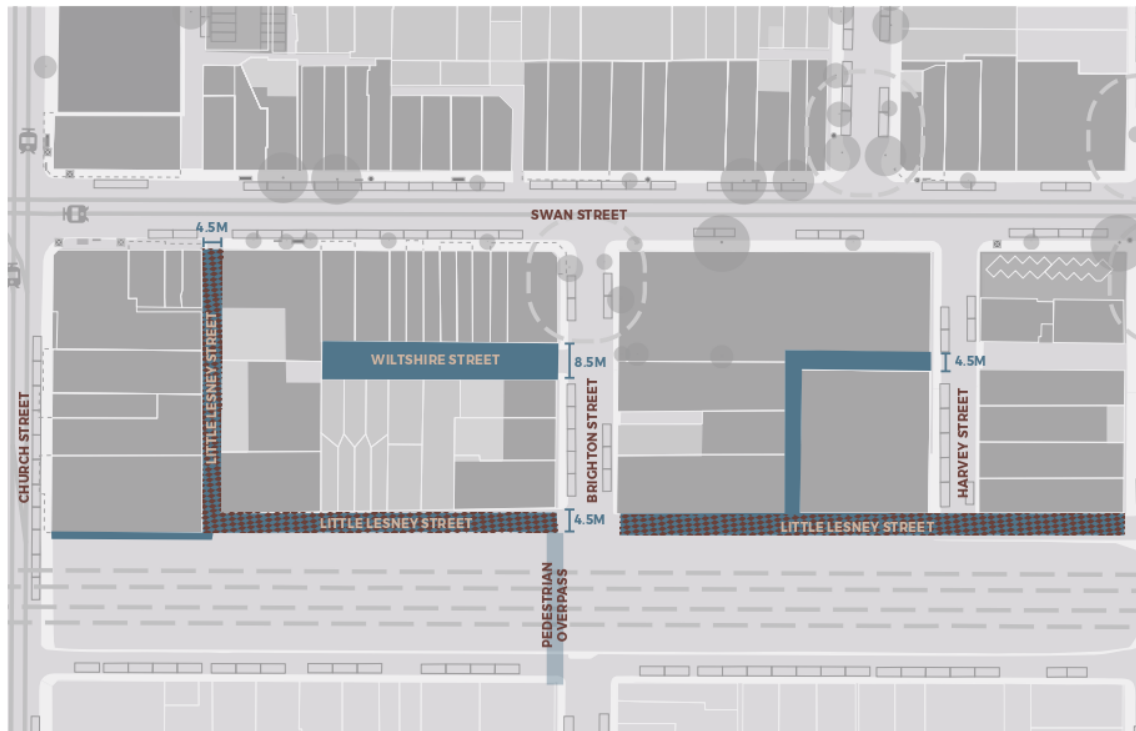 SWAN STREET
4.5M
LITTLE LESNEY STREET
WILTSHIRE STREET
8.5M
4.5M
CHURCH STREET
BRIGHTON STREET
HARVEY STREET
LITTLE LESNEY STREET
4.5M
LITTLE LESNEY STREET
PEDESTRIAN
OVERPASS